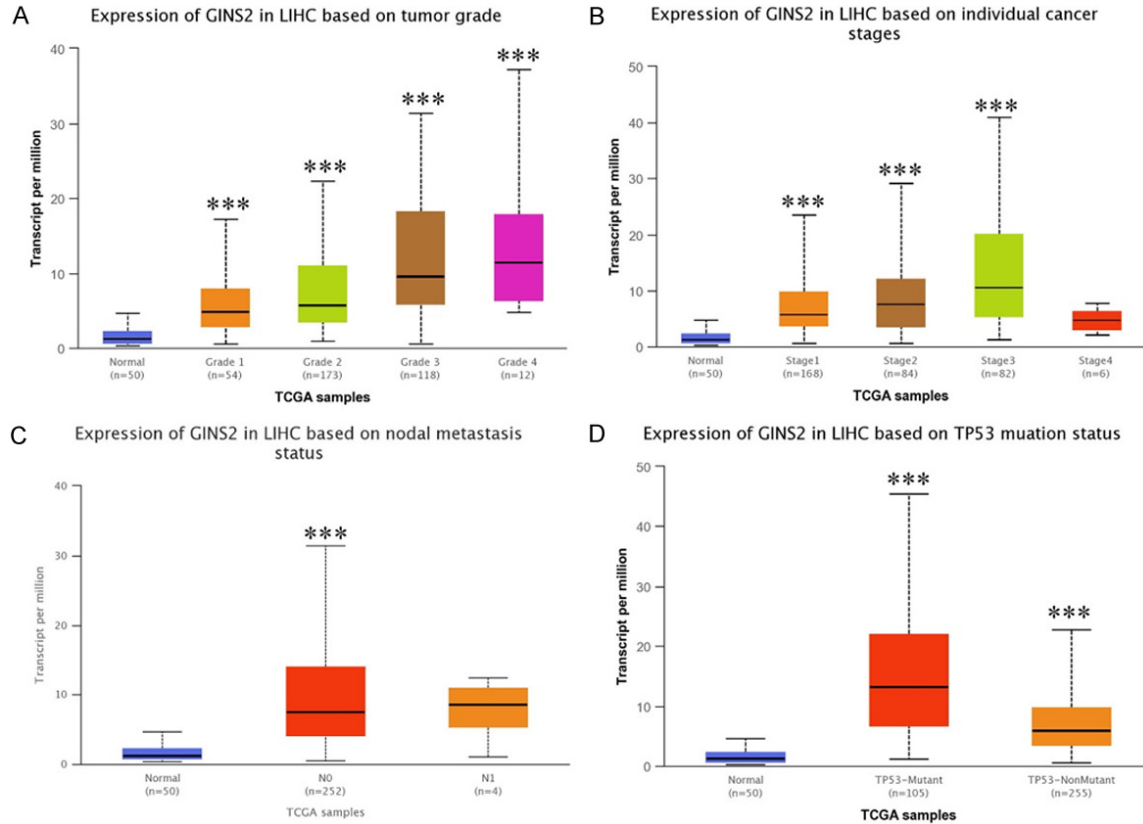 A
Expression of GINS2 in LIHC based on tumor grade
Transcript per million
40
30
20
10
0
***
***
***
***
Normal
(n=50)
Grade 1
(n=54)
Grade 2
(n=173)
Grade 3
(n=118)
Grade 4
(n=12)
TCGA samples
B
Expression of GINS2 in LIHC based on individual cancer
stages
Transcript per million
50
40
30
20
10
0
***
***
***
Normal
(n=50)
Stage1
(n=168)
Stage2
(n=84)
Stage3
(n=82)
Stage4
(n=6)
TCGA samples
C
Expression of GINS2 in LIHC based on nodal metastasis
status
Transcript per million
40
30
20
10
0
***
Normal
(n=50)
N0
(n=252)
N1
(n=4)
TCGA samples
D
Expression of GINS2 in LIHC based on TP53 muation status
Transcript per million
50
40
30
20
10
0
***
***
Normal
(n=50)
TP53-Mutant
(n=105)
TP53-NonMutant
(n=255)
TCGA samples